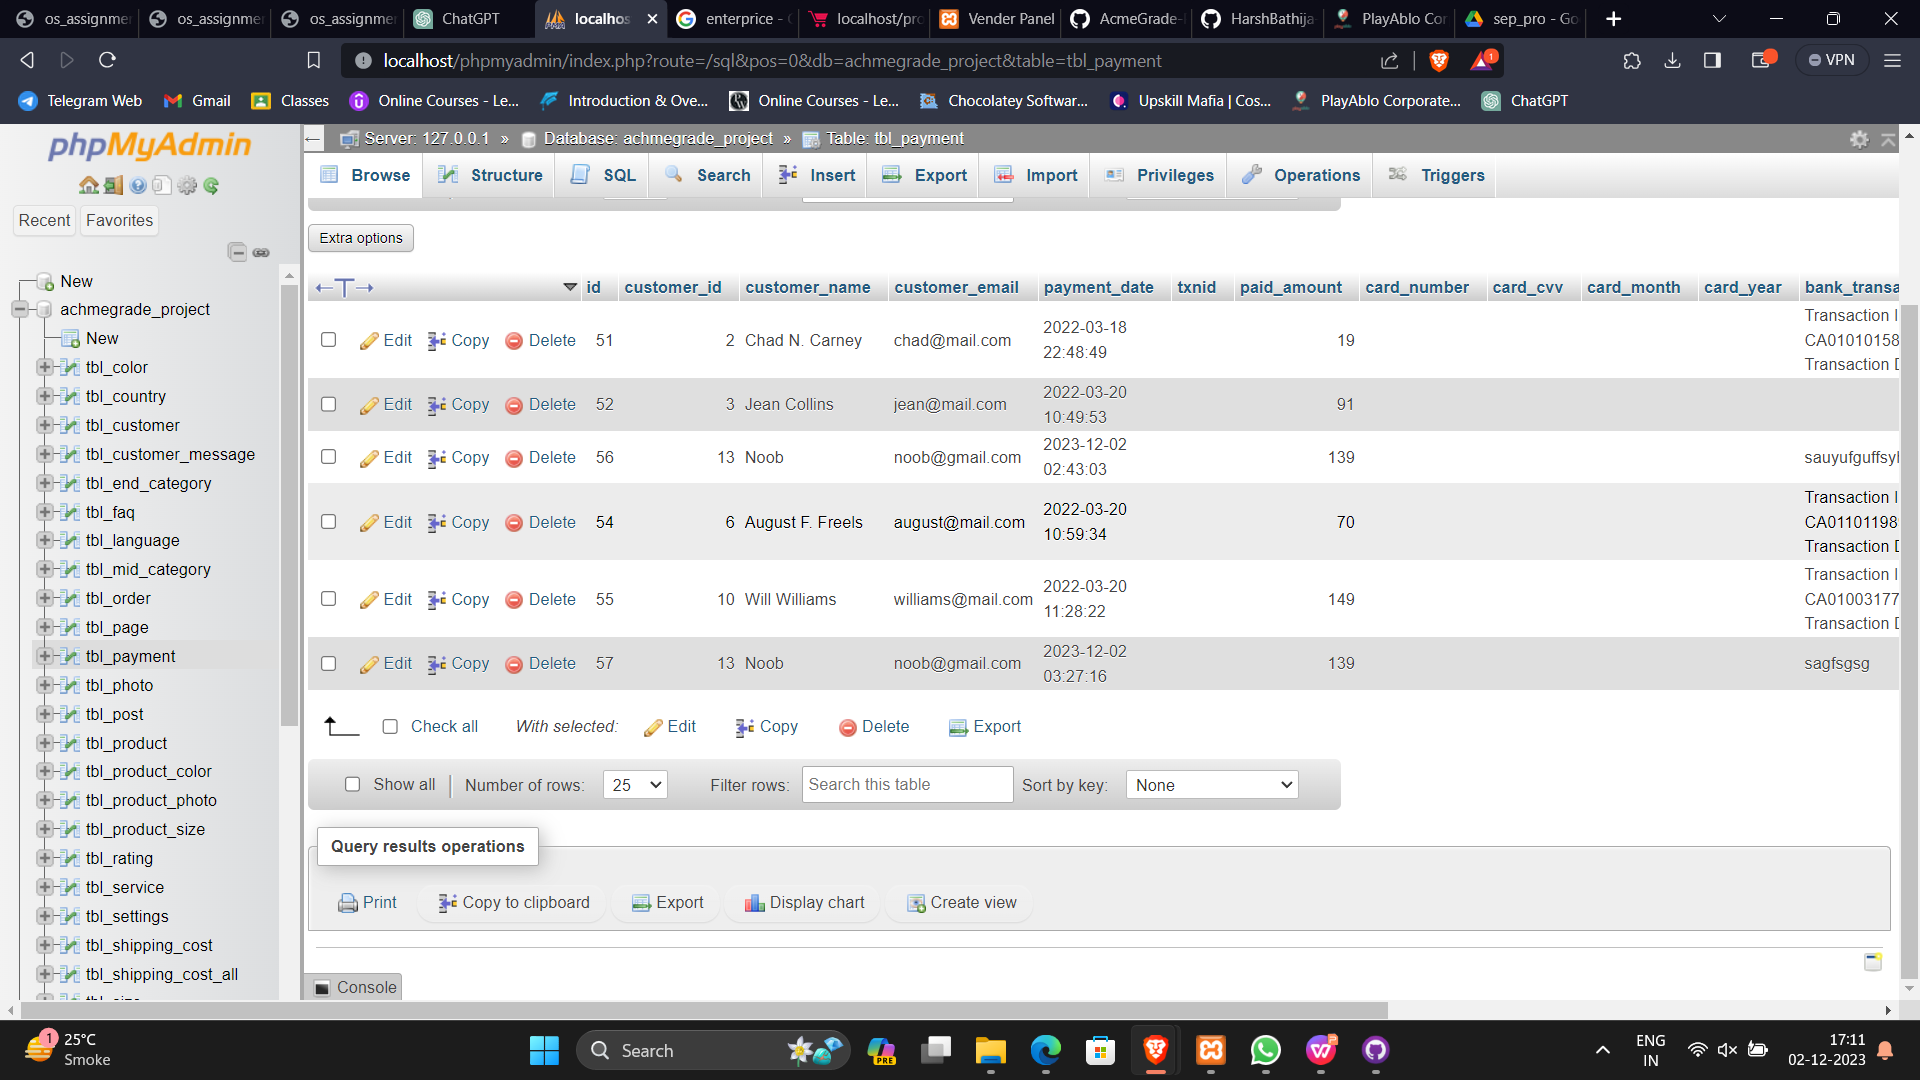 os_assignmer
os_assignmer
os_assignmer
ChatGPT
localhos
enterprice -
localhost/pro
Vender Panel
AcmeGrade-
HarshBathija
PlayAblo Cor
sep_pro - Go
localhost/phpmyadmin/index.php?route=/sql&pos=0&db=achmegrade_project&table=tbl_payment
1
VPN
Telegram Web
Gmail
Classes
Online Courses - Le...
Introduction & Ove...
Online Courses - Le...
Chocolatey Softwar...
Upskill Mafia | Cos...
PlayAblo Corporate...
ChatGPT
phpMyAdmin
Recent
Favorites
New
achmegrade_project
New
tbl_color
tbl_country
tbl_customer
tbl_customer_message
tbl_end_category
tbl_faq
tbl_language
tbl_mid_category
tbl_order
tbl_page
tbl_payment
tbl_photo
tbl_post
tbl_product
tbl_product_color
tbl_product_photo
tbl_product_size
tbl_rating
tbl_service
tbl_settings
tbl_shipping_cost
tbl_shipping_cost_all
Server: 127.0.0.1 » Database: achmegrade_project » Table: tbl_payment
Browse Structure SQL Search Insert Export Import Privileges Operations Triggers
Extra options
id customer_id customer_name customer_email payment_date txnid paid_amount card_number card_cvv card_month card_year bank_transa
Transaction I
Edit Copy Delete 51 2 Chad N. Carney chad@mail.com 2022-03-18 22:48:49 19 CA01010158
Transaction D
Edit Copy Delete 52 3 Jean Collins jean@mail.com 2022-03-20 10:49:53 91
Edit Copy Delete 56 13 Noob noob@gmail.com 2023-12-02 02:43:03 139 sauyufguffsyl
Transaction I
Edit Copy Delete 54 6 August F. Freels august@mail.com 2022-03-20 10:59:34 70 CA01101198
Transaction D
Transaction I
Edit Copy Delete 55 10 Will Williams williams@mail.com 2022-03-20 11:28:22 149 CA01003177
Transaction D
Edit Copy Delete 57 13 Noob noob@gmail.com 2023-12-02 03:27:16 139 sagfsgsg
Check all With selected: Edit Copy Delete Export
Show all Number of rows: 25 Filter rows: Search this table Sort by key: None
Query results operations
Print Copy to clipboard Export Display chart Create view
Console
1
25°C
Smoke
Search
PRE
ENG
IN
17:11
02-12-2023